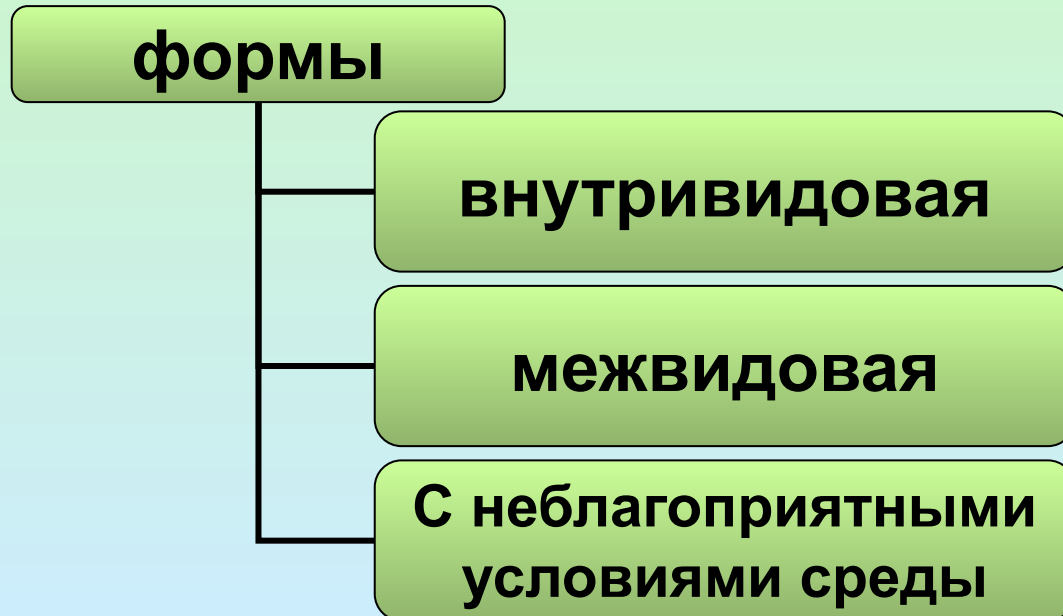 формы
внутривидовая
межвидовая
С неблагоприятными
условиями среды